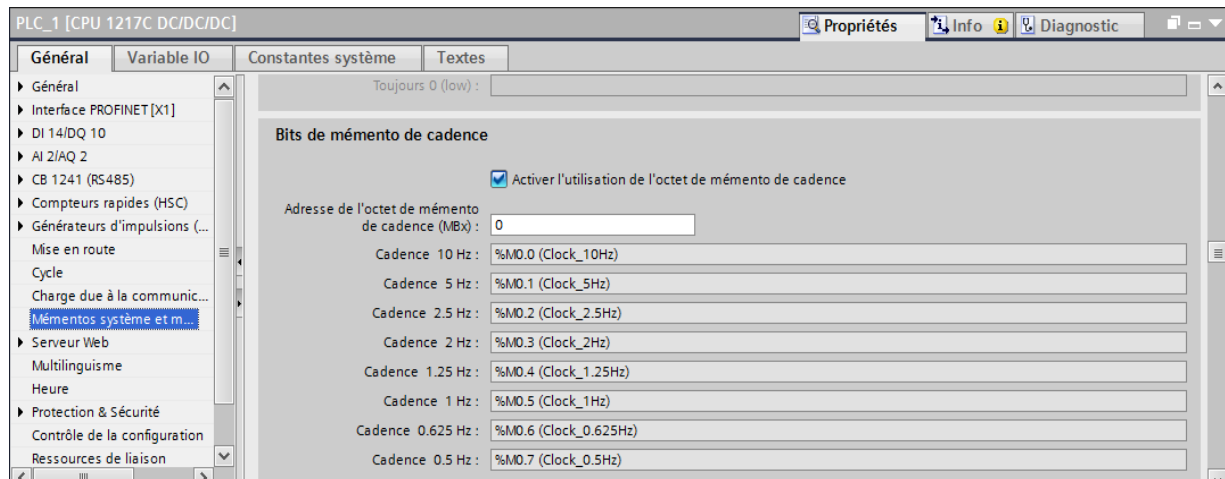 PLC_1 [CPU 1217C DC/DC/DC]
Propriétés
Info
Diagnostic
Général
Variable IO
Constantes système
Textes
Général
Interface PROFINET [X1]
DI 14/DQ 10
AI 2/AQ 2
CB 1241 (RS485)
Compteurs rapides (HSC)
Générateurs d'impulsions (...
Mise en route
Cycle
Charge due à la communic...
Mémentos système et m...
Serveur Web
Multilinguisme
Heure
Protection & Sécurité
Contrôle de la configuration
Ressources de liaison
Toujours 0 (low) :
Bits de mémento de cadence
Activer l'utilisation de l'octet de mémento de cadence
Adresse de l'octet de mémento
de cadence (MBx) : 0
Cadence 10 Hz : %M0.0 (Clock_10Hz)
Cadence 5 Hz : %M0.1 (Clock_5Hz)
Cadence 2.5 Hz : %M0.2 (Clock_2.5Hz)
Cadence 2 Hz : %M0.3 (Clock_2Hz)
Cadence 1.25 Hz : %M0.4 (Clock_1.25Hz)
Cadence 1 Hz : %M0.5 (Clock_1Hz)
Cadence 0.625 Hz : %M0.6 (Clock_0.625Hz)
Cadence 0.5 Hz : %M0.7 (Clock_0.5Hz)